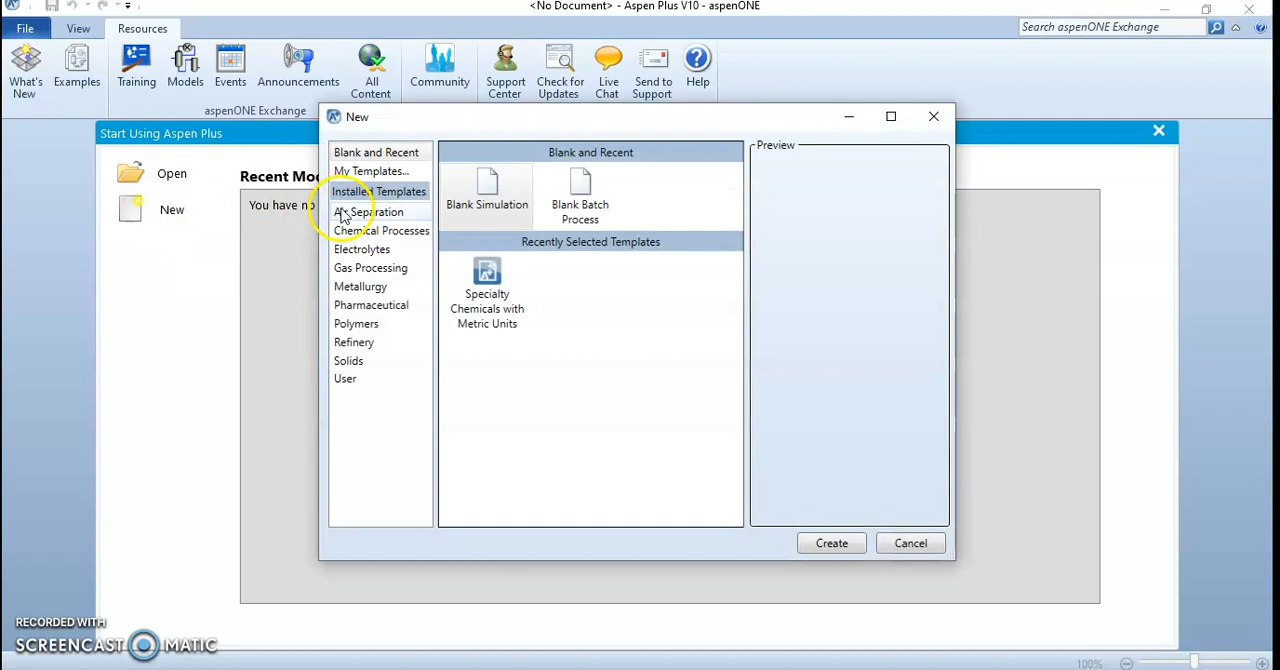 <No Document> - Aspen Plus V10 - aspenONE
File
View
Resources
Search aspenONE Exchange
What's
New
Examples
Training
Models
Events
Announcements
All
Content
Community
Support
Center
Check for
Updates
Live
Chat
Send to
Support
Help
aspenONE Exchange
Start Using Aspen Plus
Open
New
Recent Mo
You have no
New
Blank and Recent
My Templates...
Installed Templates
Air Separation
Chemical Processes
Electrolytes
Gas Processing
Metallurgy
Pharmaceutical
Polymers
Refinery
Solids
User
Blank and Recent
Blank Simulation
Blank Batch
Process
Recently Selected Templates
Specialty
Chemicals with
Metric Units
Preview
Create
Cancel
RECORDED WITH
SCREENCAST MATIC
100%